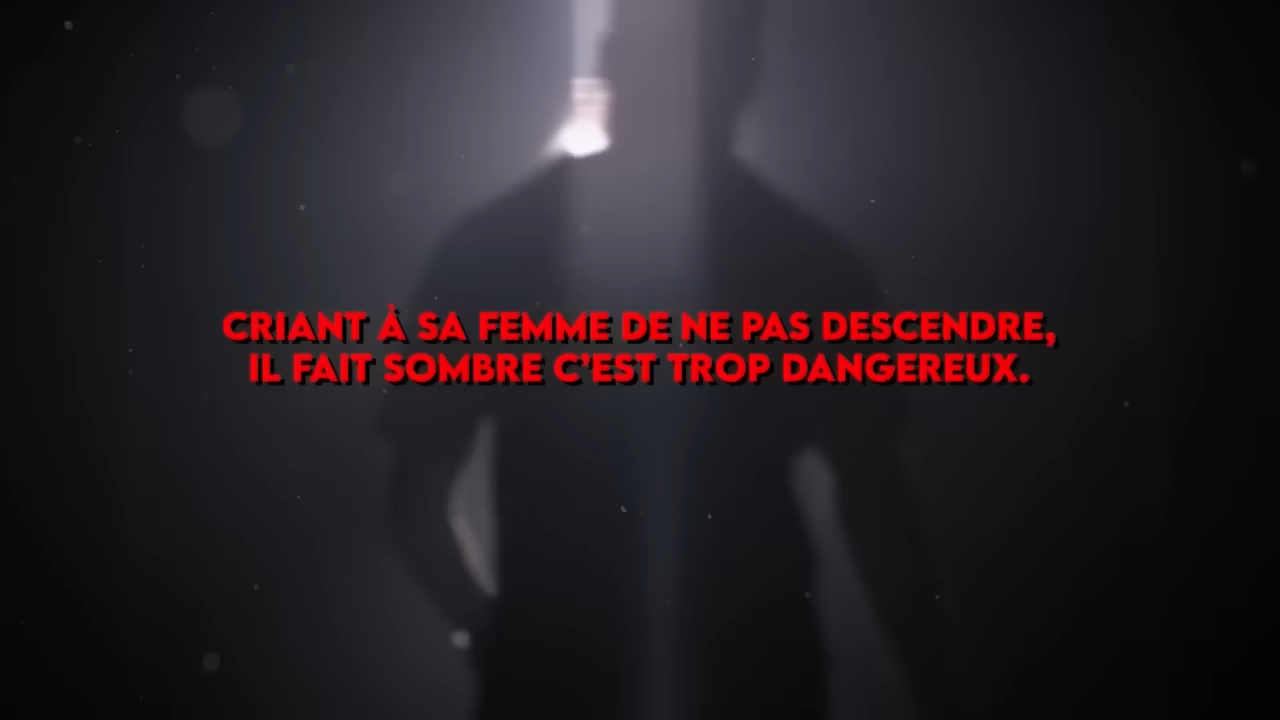 CRIANT À SA FEMME DE NE PAS DESCENDRE,
IL FAIT SOMBRE C'EST TROP DANGEREUX.